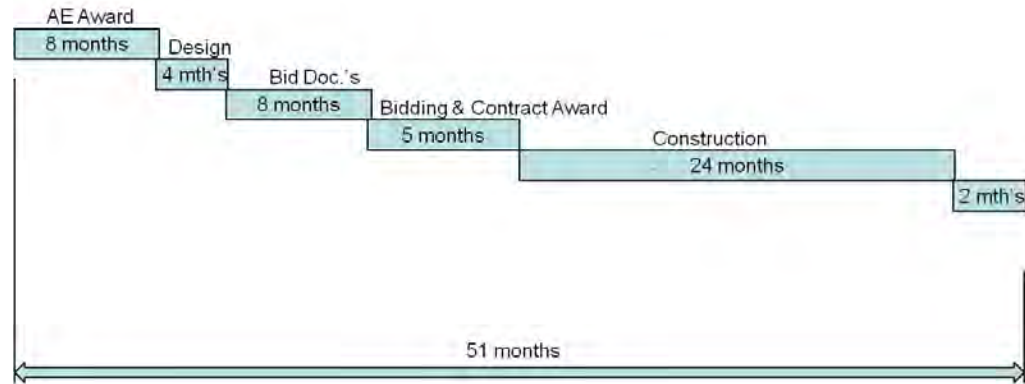 AE Award
8 months
Design
4 mth's
Bid Doc.'s
8 months
Bidding & Contract Award
5 months
Construction
24 months
2 mth's
51 months